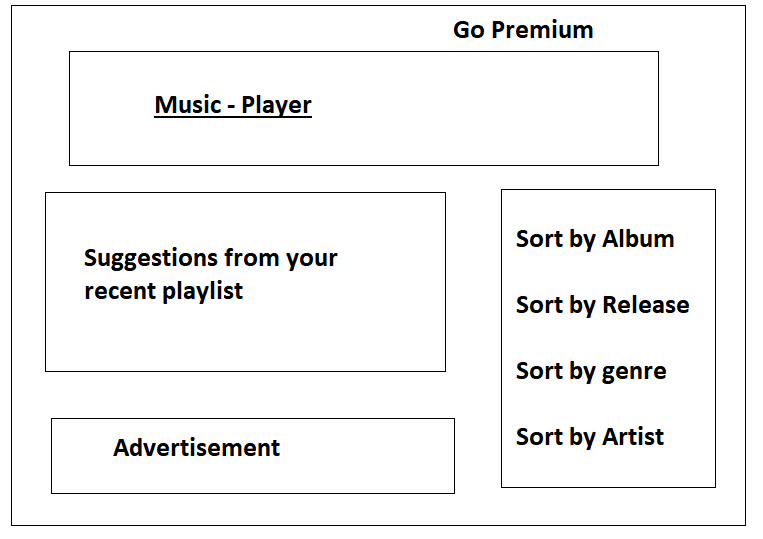 Go Premium
Music - Player
Suggestions from your
recent playlist
Sort by Album
Sort by Release
Sort by genre
Sort by Artist
Advertisement